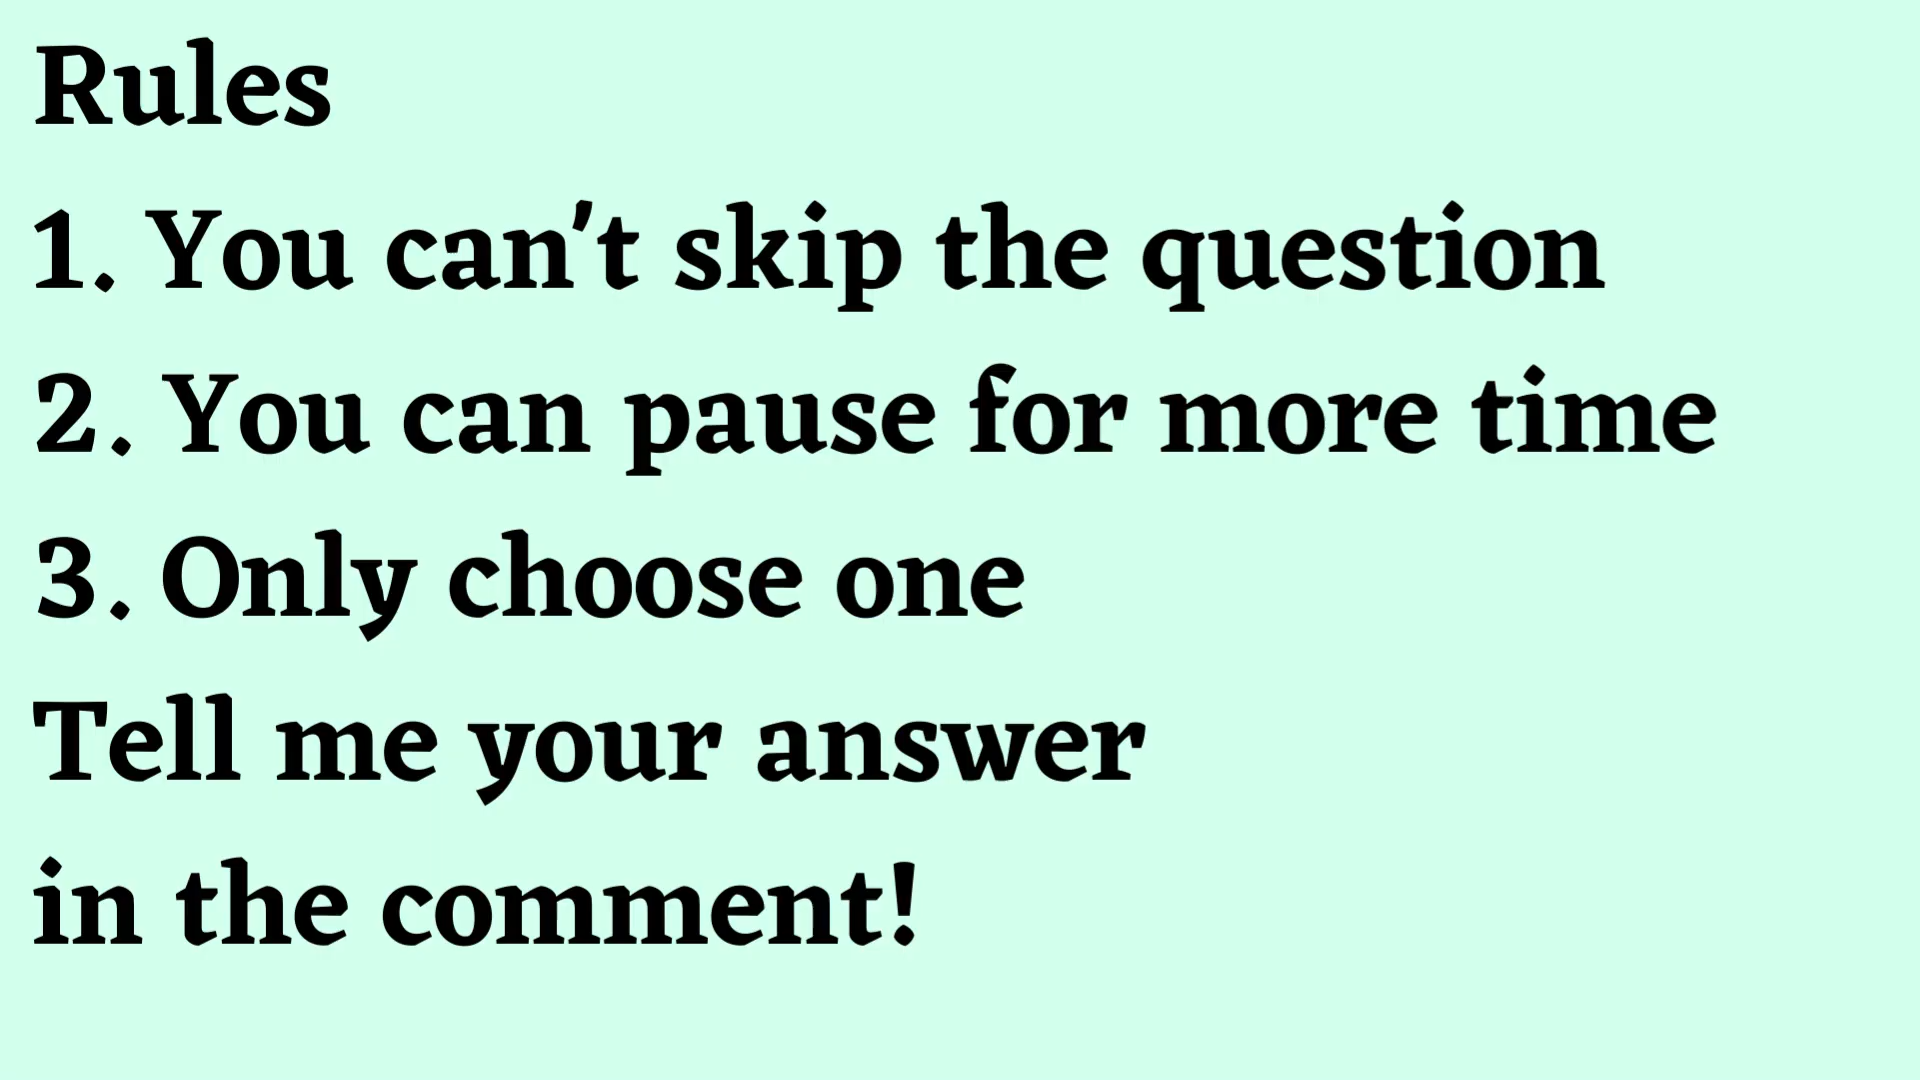 Rules
1. You can't skip the question
2. You can pause for more time
3. Only choose one
Tell me your answer
in the comment!